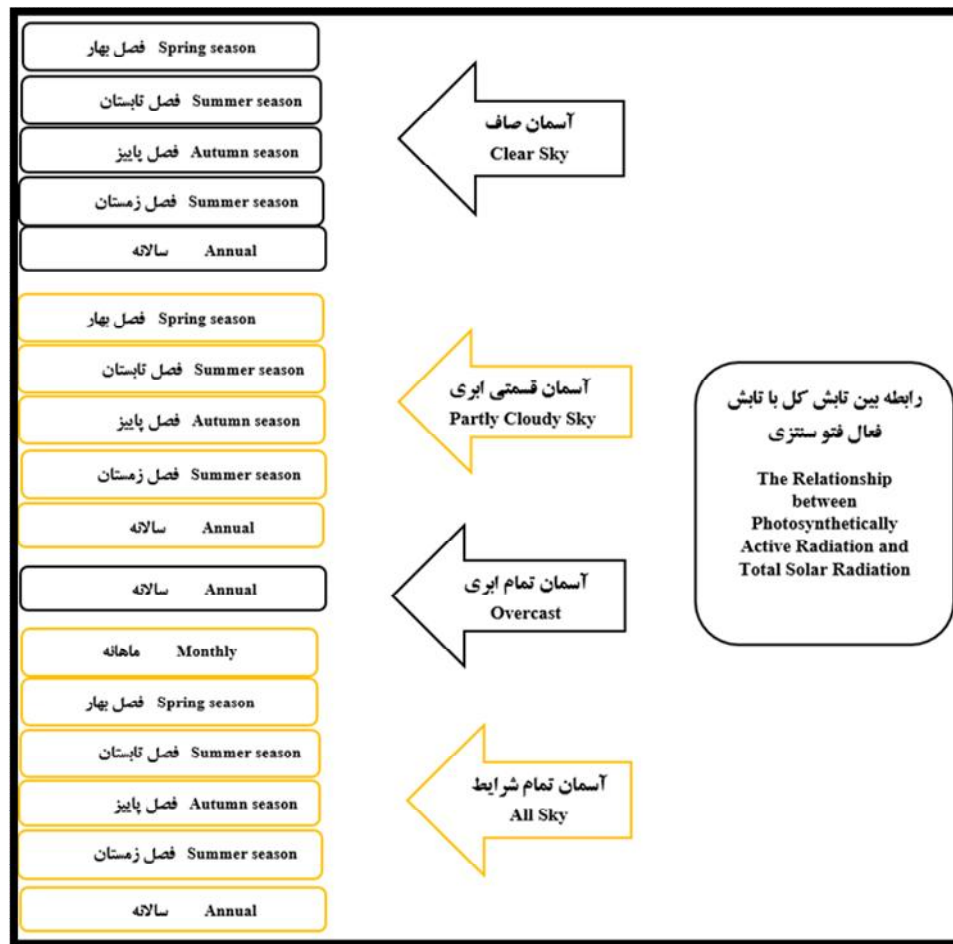 فصل بهار Spring season
فصل تابستان Summer season
فصل پاییز Autumn season
فصل زمستان Summer season
سالانه Annual
آسمان صاف
Clear Sky
فصل بهار Spring season
فصل تابستان Summer season
فصل پاییز Autumn season
فصل زمستان Summer season
سالانه Annual
آسمان قسمتی ابری
Partly Cloudy Sky
سالانه Annual
آسمان تمام ابری
Overcast
ماهانه Monthly
فصل بهار Spring season
فصل تابستان Summer season
فصل پاییز Autumn season
فصل زمستان Summer season
سالانه Annual
آسمان تمام شرایط
All Sky
رابطه بین تابش کل با تابش
فعال فتو سنتزی
The Relationship
between
Photosynthetically
Active Radiation and
Total Solar Radiation